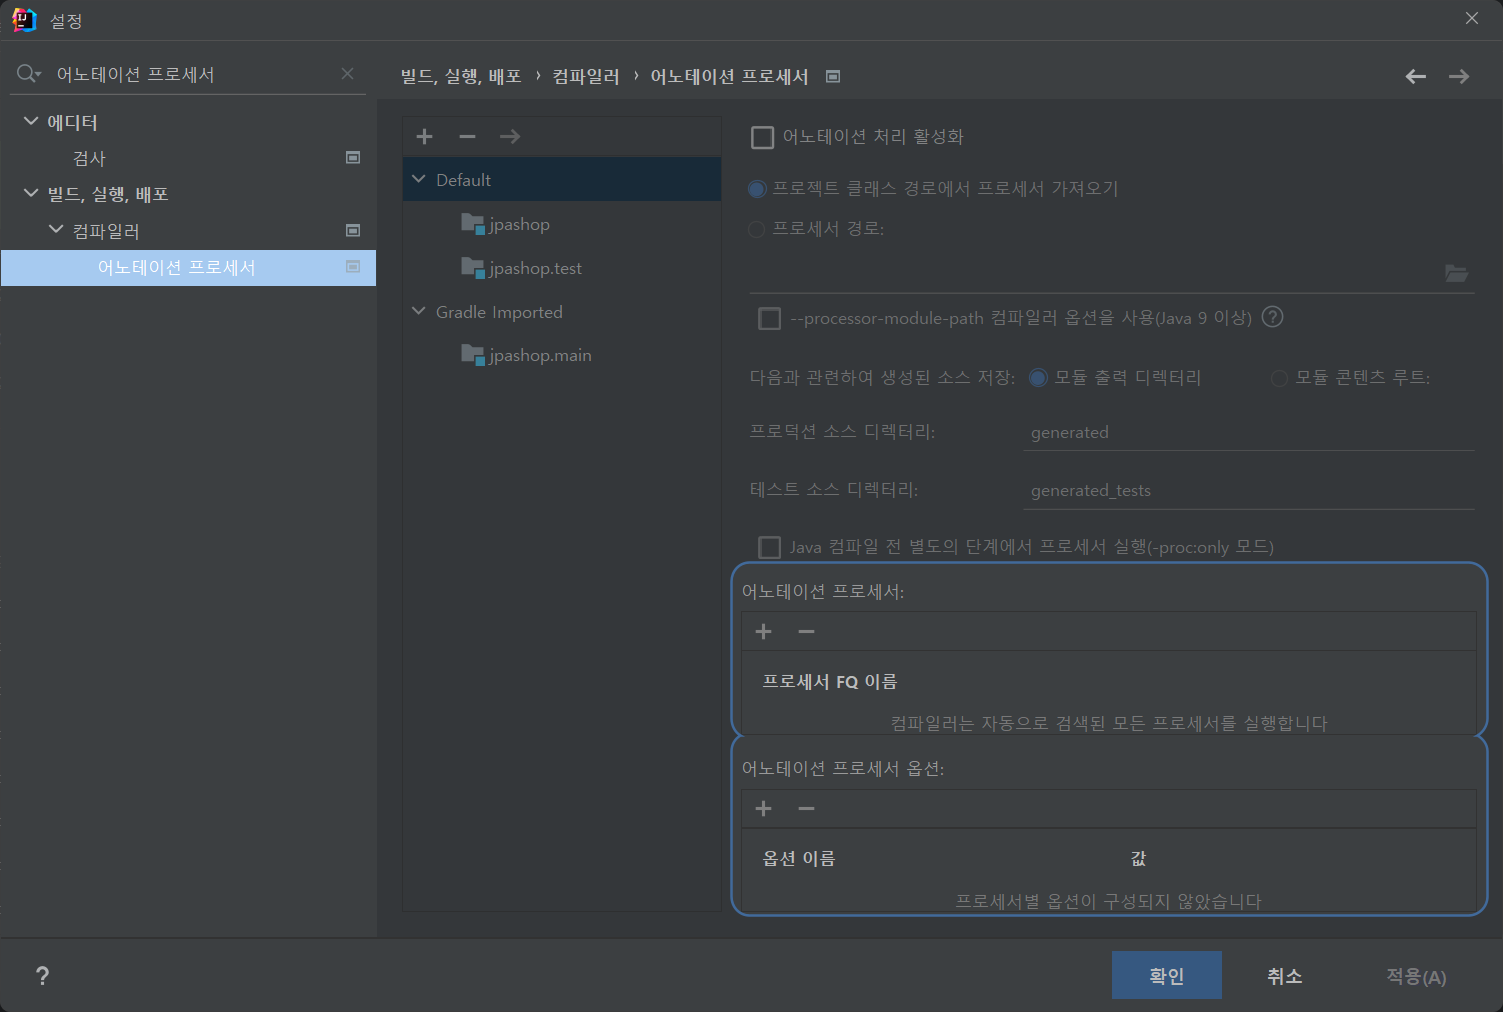 설정
어노테이션 프로세서
에디터
검사
빌드, 실행, 배포
컴파일러
어노테이션 프로세서
빌드, 실행, 배포 › 컴파일러 › 어노테이션 프로세서
Default
jpashop
jpashop.test
Gradle Imported
jpashop.main
어노테이션 처리 활성화
프로젝트 클래스 경로에서 프로세서 가져오기
프로세서 경로:
--processor-module-path 컴파일러 옵션을 사용(Java 9 이상)
다음과 관련하여 생성된 소스 저장: 모듈 출력 디렉터리 모듈 콘텐츠 루트:
프로덕션 소스 디렉터리: generated
테스트 소스 디렉터리: generated_tests
Java 컴파일 전 별도의 단계에서 프로세서 실행(-proc:only 모드)
어노테이션 프로세서:
프로세서 FQ 이름
컴파일러는 자동으로 검색된 모든 프로세서를 실행합니다
어노테이션 프로세서 옵션:
옵션 이름 값
프로세서별 옵션이 구성되지 않았습니다
확인 취소 적용(A)